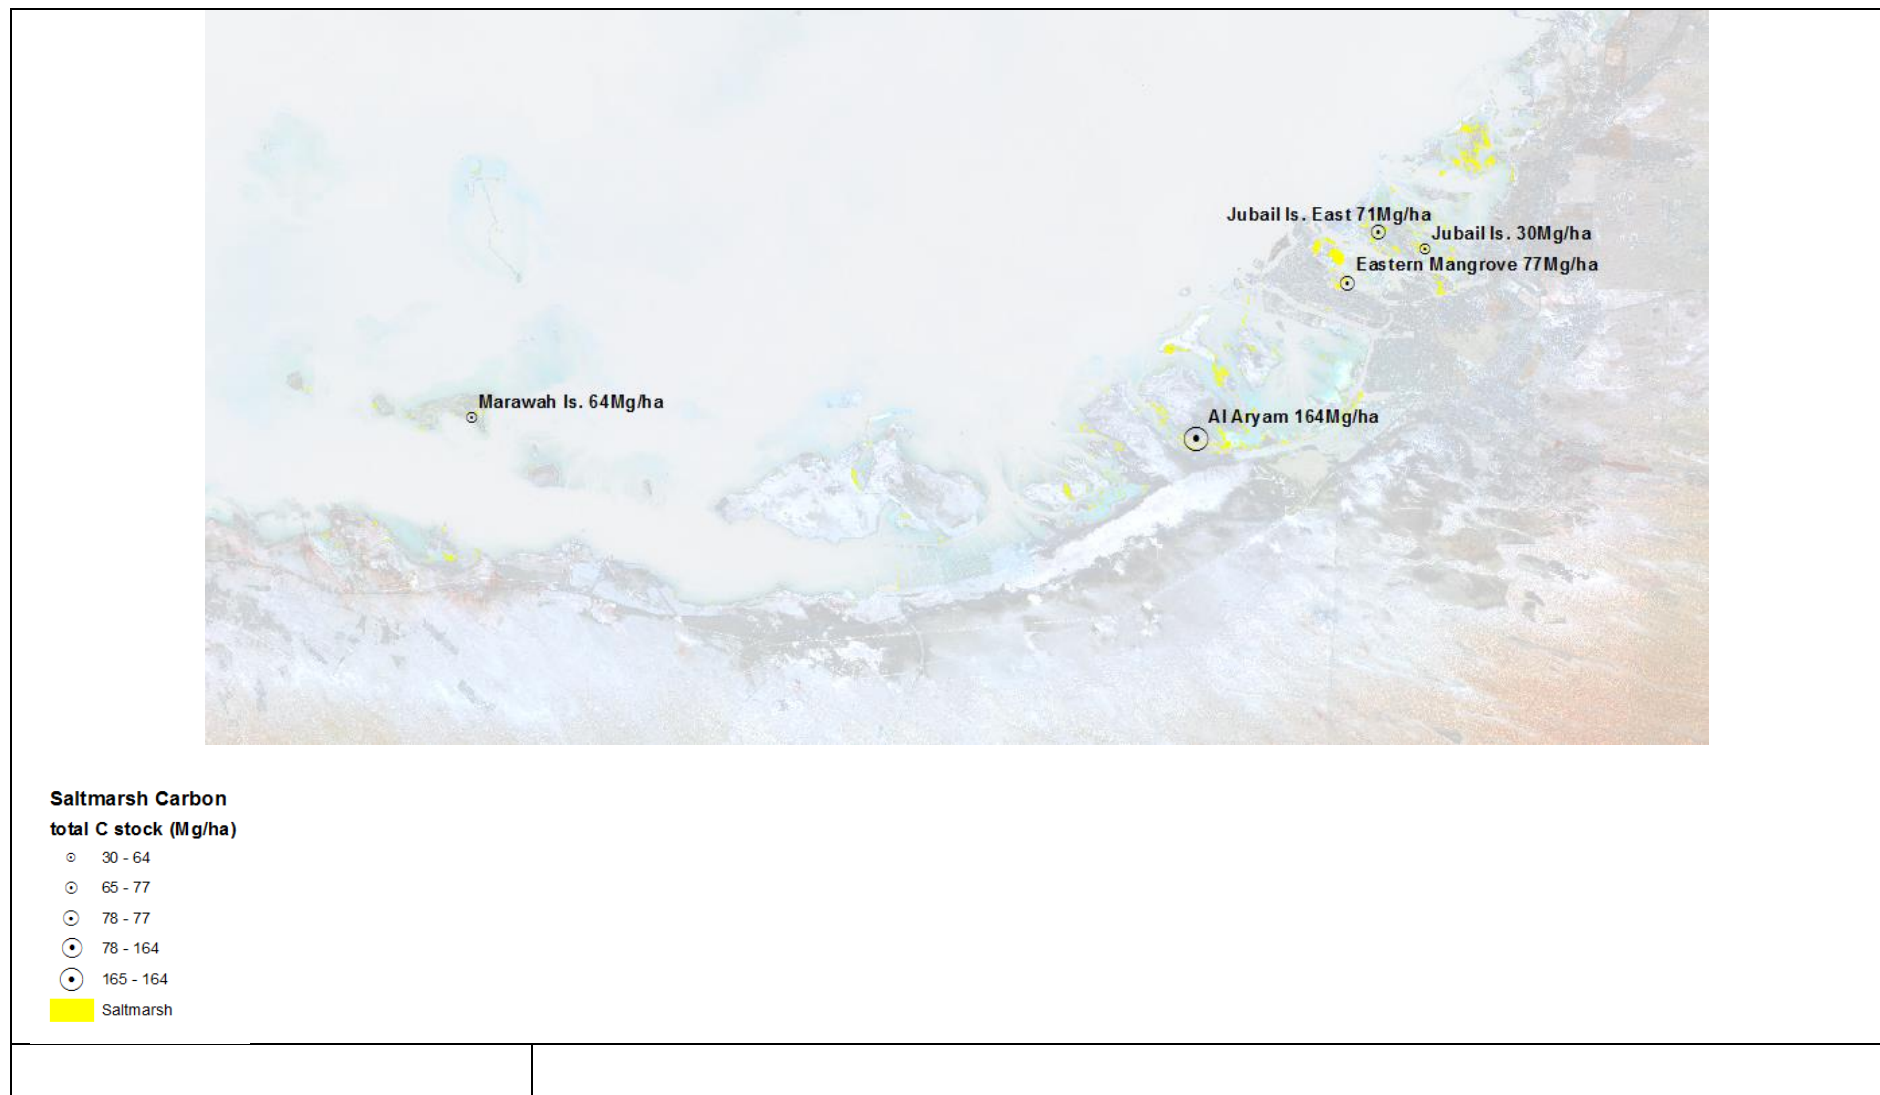 Jubail Is. East 71Mg/ha
Jubail Is. 30Mg/ha
Eastern Mangrove 77Mg/ha
Marawah Is. 64Mg/ha
Al Aryam 164Mg/ha
Saltmarsh Carbon
total C stock (Mg/ha)
30 - 64
65 - 77
78 - 77
78 - 164
165 - 164
Saltmarsh